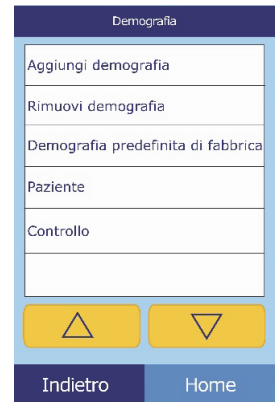 Demografia
Aggiungi demografia
Rimuovi demografia
Demografia predefinita di fabbrica
Paziente
Controllo
Indietro
Home